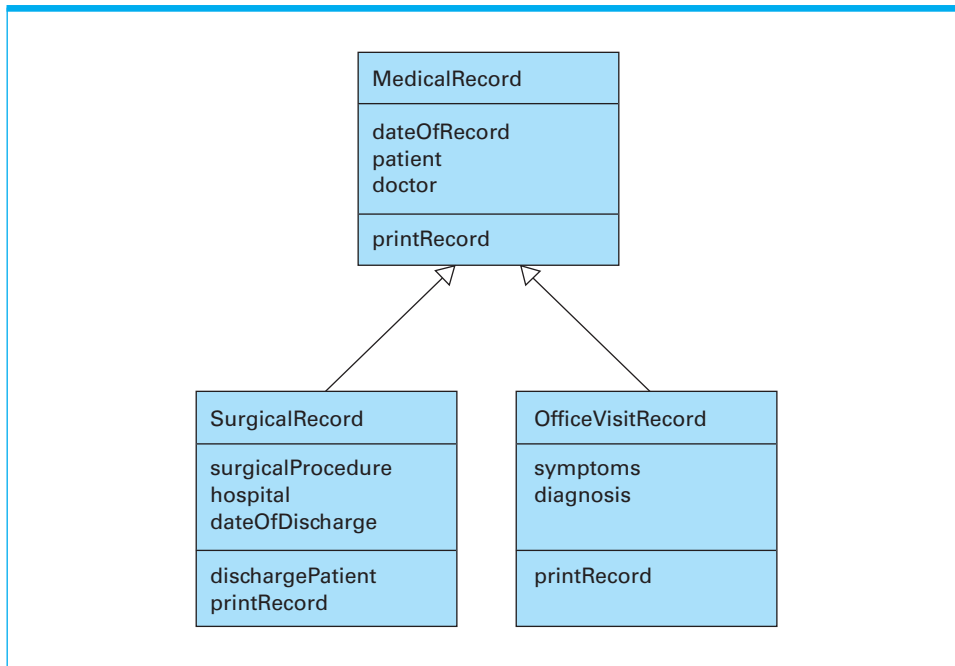 MedicalRecord
dateOfRecord
patient
doctor
printRecord
SurgicalRecord
surgicalProcedure
hospital
dateOfDischarge
dischargePatient
printRecord
OfficeVisitRecord
symptoms
diagnosis
printRecord